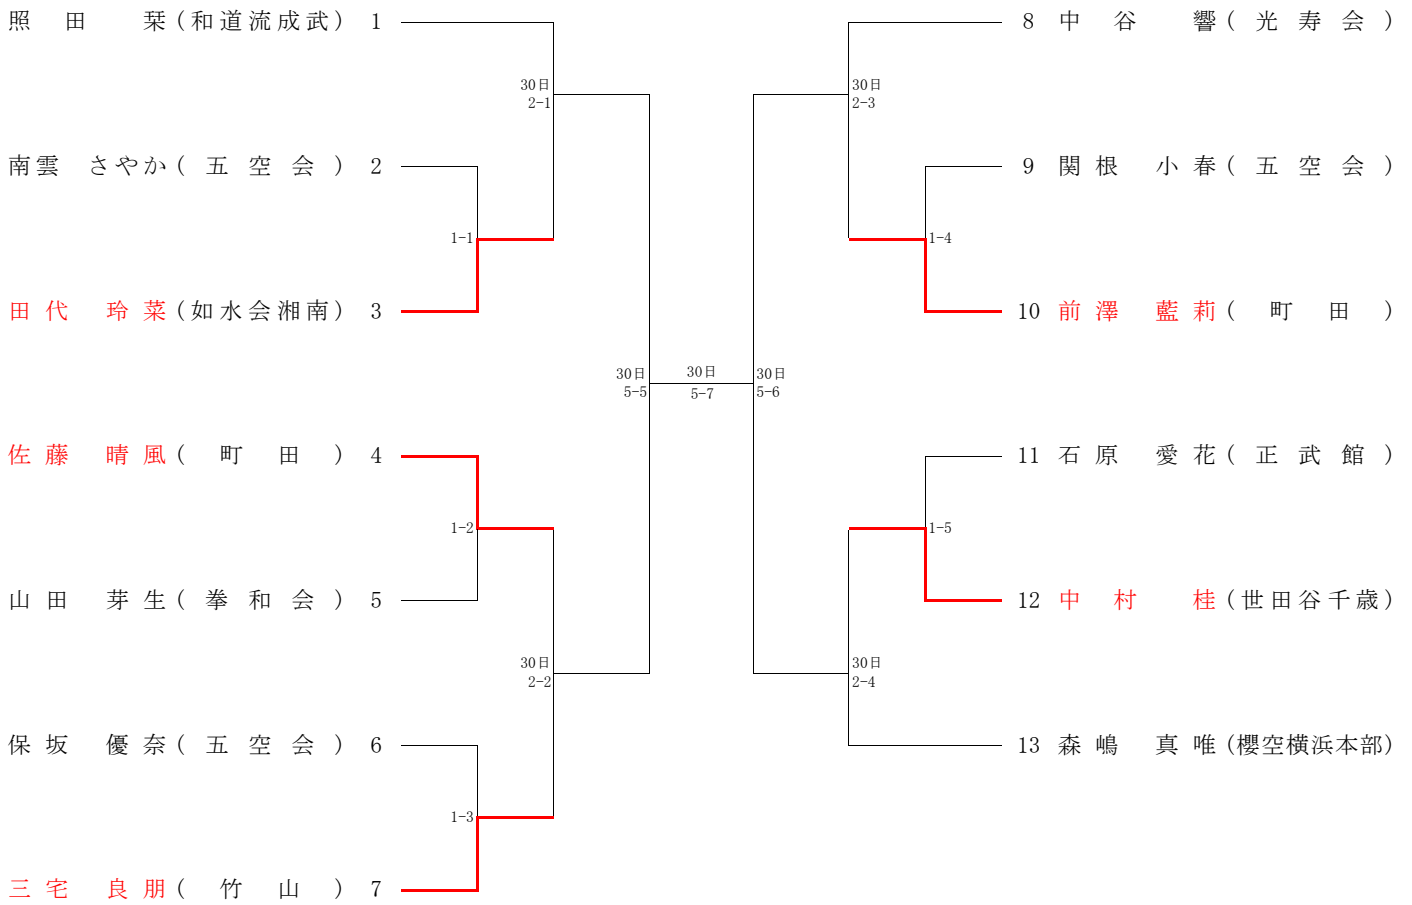 照田 栞(和道流成武) 1
南雲 さやか(五空会) 2
田代 玲菜(如水会湘南) 3
佐藤 晴風(町田) 4
山田 芽生(拳和会) 5
保坂 優奈(五空会) 6
三宅 良朋(竹山) 7
1-1
1-2
1-3
30日
2-1
30日
2-2
30日
5-5
30日
5-7
30日
5-6
30日
2-3
30日
2-4
1-4
1-5
8 中谷 響(光寿会)
9 関根 小春(五空会)
10 前澤 藍莉(町田)
11 石原 愛花(正武館)
12 中村 桂(世田谷千歳)
13 森嶋 真唯(櫻空横浜本部)